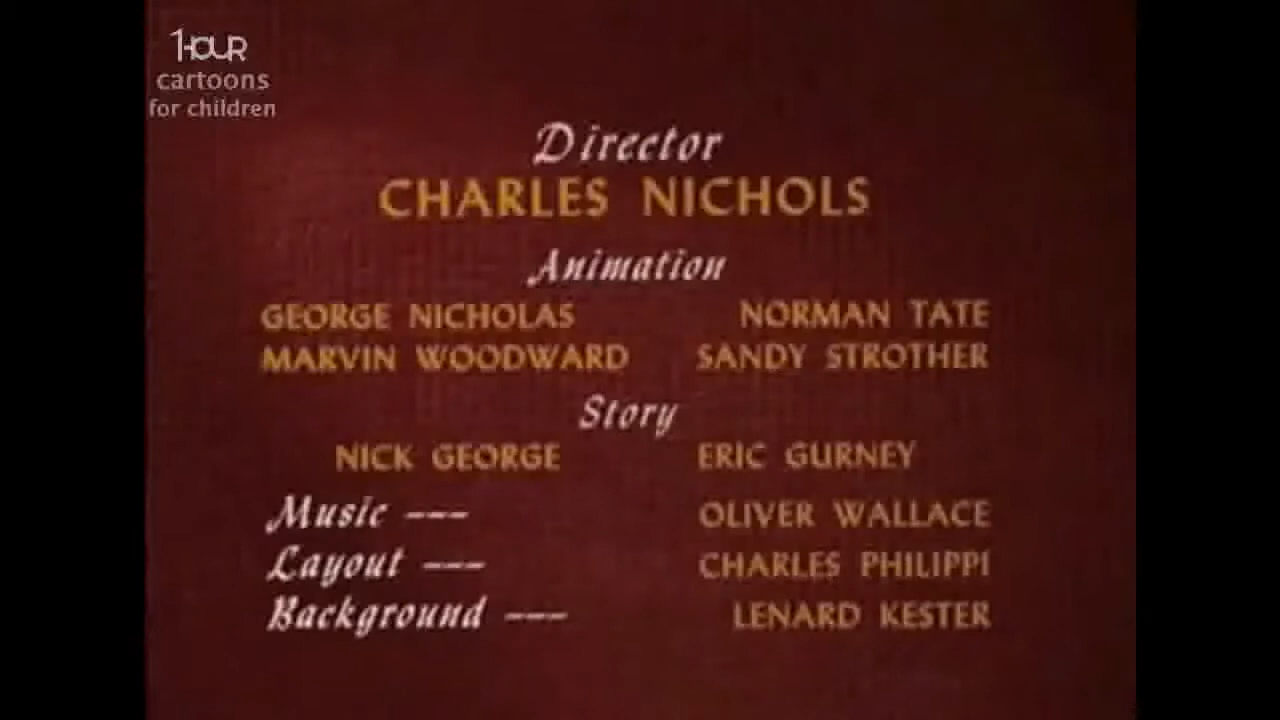 1HOUR
cartoons
for children
Director
CHARLES NICHOLS
Animation
GEORGE NICHOLAS NORMAN TATE
MARVIN WOODWARD SANDY STROTHER
Story
NICK GEORGE ERIC GURNEY
Music --- OLIVER WALLACE
Layout --- CHARLES PHILIPPI
Background --- LENARD KESTER